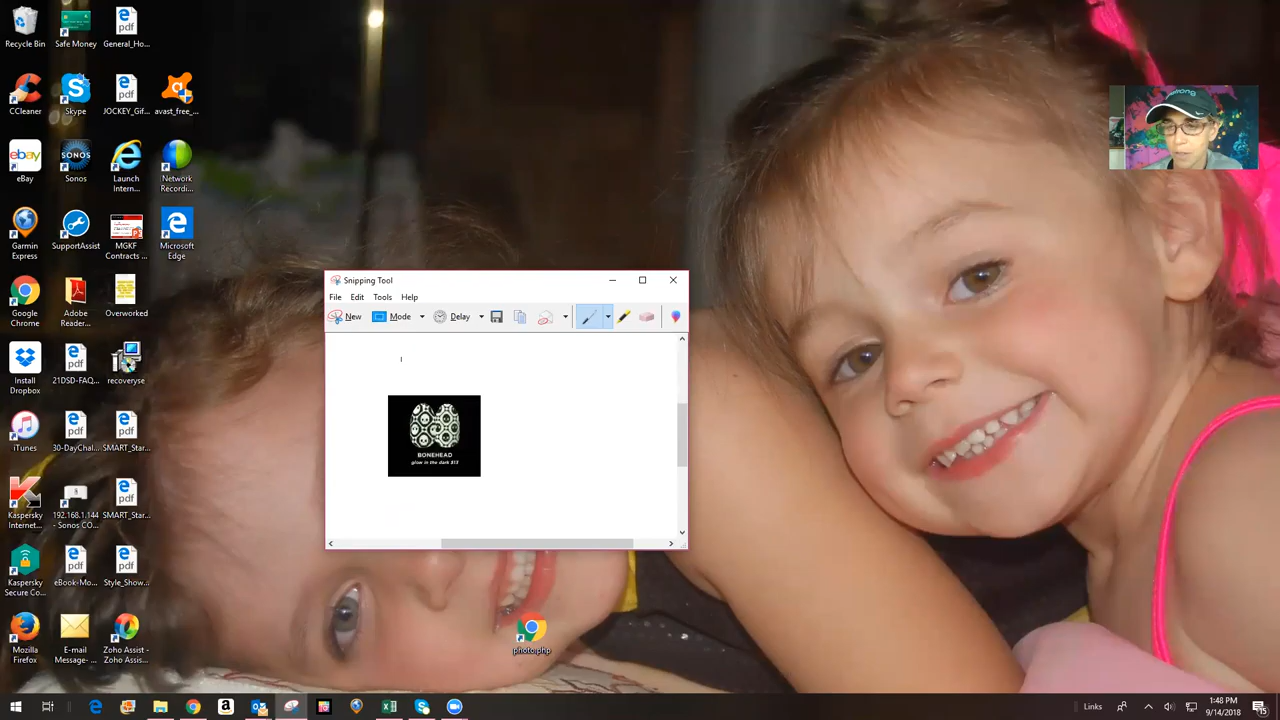 Recycle Bin
Safe Money
General_Ho...
CCleaner
Skype
JOCKEY_Gif...
avast_free_...
eBay
Sonos
Launch
Intern...
Network
Recordi...
Garmin
Express
SupportAssist
MGKF
Contracts ...
Microsoft
Edge
Google
Chrome
Adobe
Reader...
Overworked
Install
Dropbox
21DSD-FAQ...
recoveryse
iTunes
30-DayChal...
SMART_Star...
Kaspersky
Internet...
192.168.1.144
- Sonos CO...
SMART_Star...
Kaspersky
Secure Co...
eBook-Mo...
Style_Show...
Mozilla
Firefox
E-mail
Message- ...
Zoho Assist -
Zoho Assis...
Snipping Tool
File Edit Tools Help
New Mode Delay
BONEHEAD
glow in the dark $13
photo.php
strong
Links
1:48 PM
9/14/2018
15